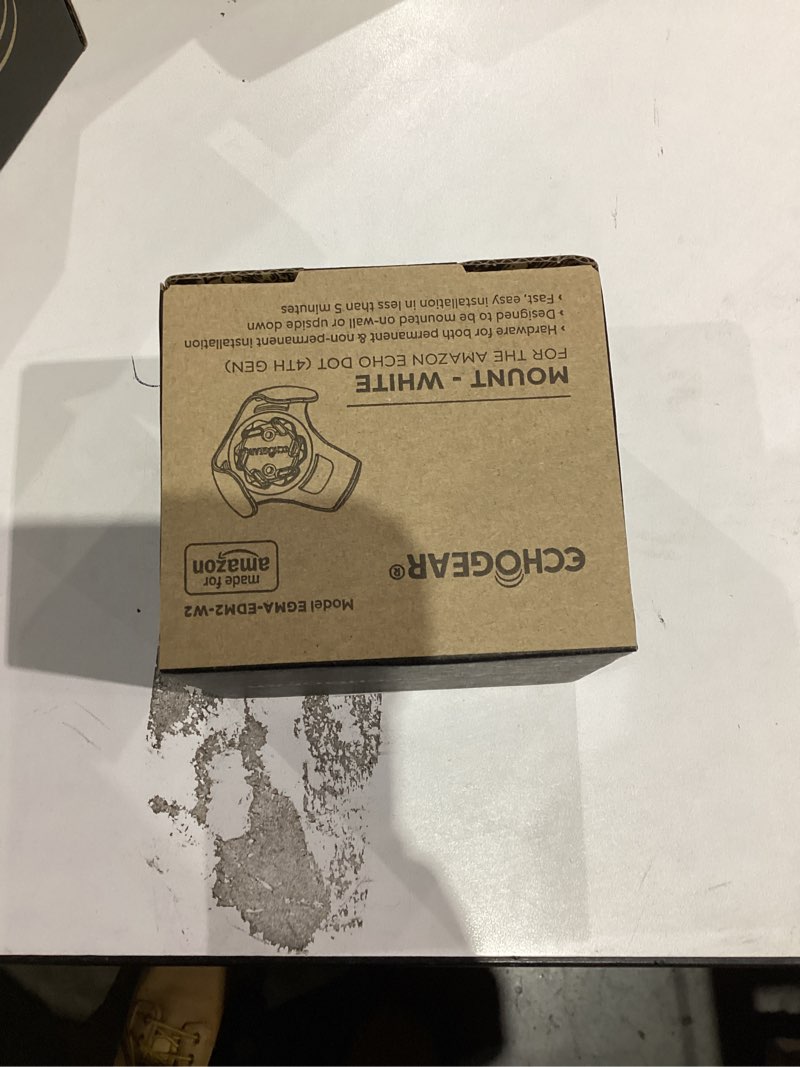 Model EGMA-EDM2-W2
ECHOGEAR®
made for
amazon
ECHOGEAR
MOUNT - WHITE
FOR THE AMAZON ECHO DOT (4TH GEN)
› Hardware for both permanent & non-permanent installation
› Designed to be mounted on-wall or upside down
› Fast, easy installation in less than 5 minutes